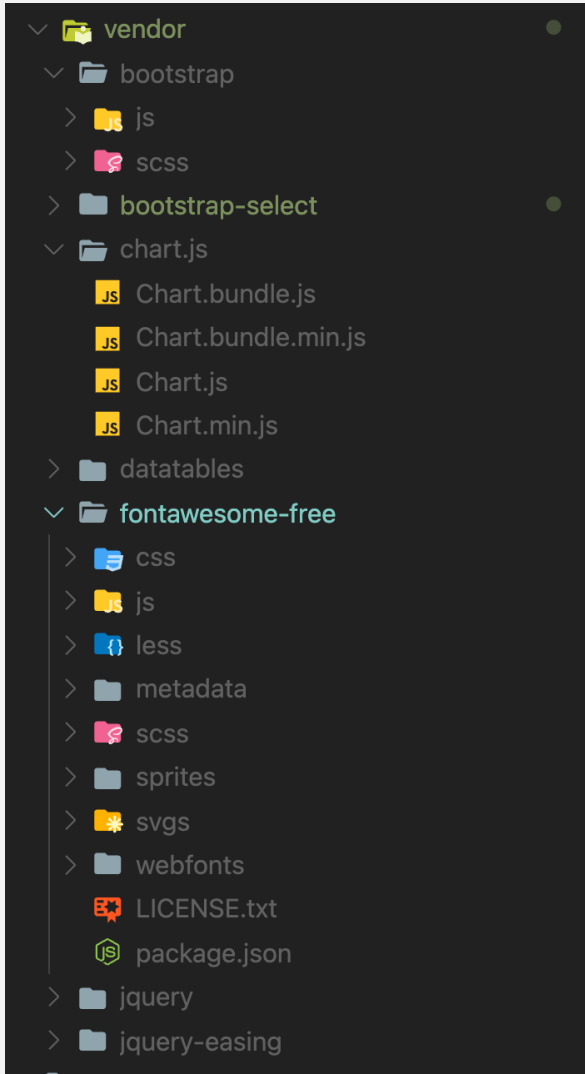 vendor
bootstrap
js
scss
bootstrap-select
chart.js
Chart.bundle.js
Chart.bundle.min.js
Chart.js
Chart.min.js
datatables
fontawesome-free
css
js
less
metadata
scss
sprites
svgs
webfonts
LICENSE.txt
package.json
jquery
jquery-easing